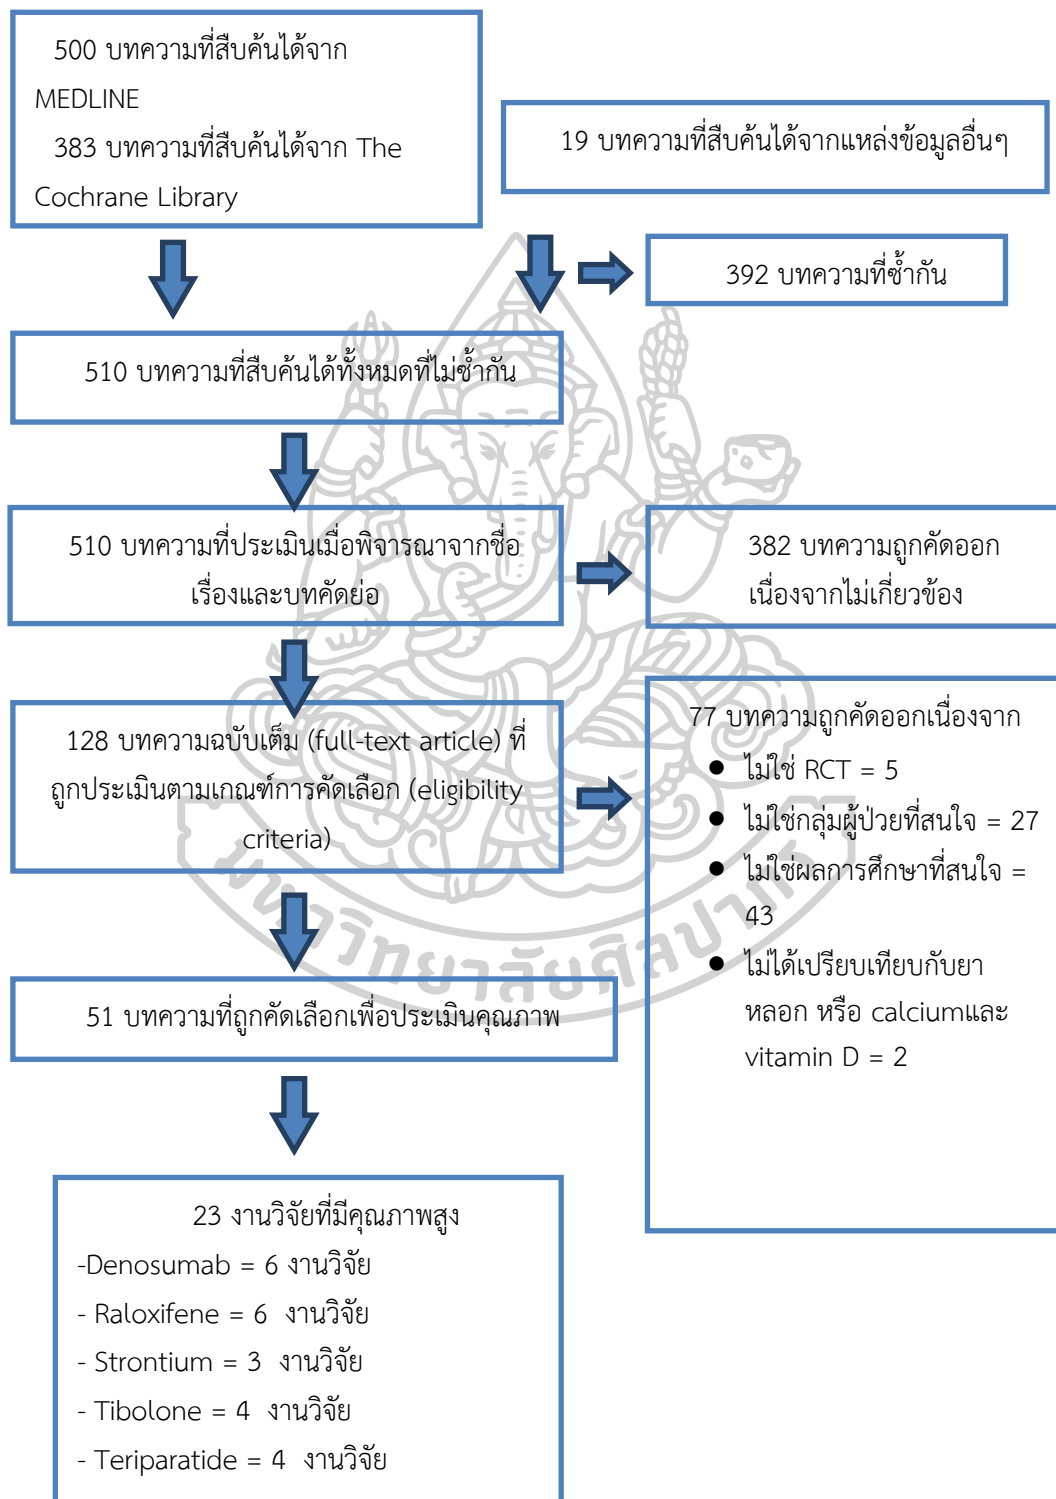 500 บทความที่สืบค้นได้จาก
MEDLINE
383 บทความที่สืบค้นได้จาก The
Cochrane Library
19 บทความที่สืบค้นได้จากแหล่งข้อมูลอื่นๆ
392 บทความที่ซ้ำกัน
510 บทความที่สืบค้นได้ทั้งหมดที่ไม่ซ้ำกัน
510 บทความที่ประเมินเมื่อพิจารณาจากชื่อ
เรื่องและบทคัดย่อ
382 บทความถูกคัดออก
เนื่องจากไม่เกี่ยวข้อง
128 บทความฉบับเต็ม (full-text article) ที่
ถูกประเมินตามเกณฑ์การคัดเลือก (eligibility
criteria)
77 บทความถูกคัดออกเนื่องจาก
● ไม่ใช่ RCT = 5
● ไม่ใช่กลุ่มผู้ป่วยที่สนใจ = 27
● ไม่ใช่ผลการศึกษาที่สนใจ =
43
● ไม่ได้เปรียบเทียบกับยา
หลอก หรือ calciumและ
vitamin D = 2
มหาวิทยาลัยศิลปากร
51 บทความที่ถูกคัดเลือกเพื่อประเมินคุณภาพ
23 งานวิจัยที่มีคุณภาพสูง
-Denosumab = 6 งานวิจัย
- Raloxifene = 6 งานวิจัย
- Strontium = 3 งานวิจัย
- Tibolone = 4 งานวิจัย
- Teriparatide = 4 งานวิจัย